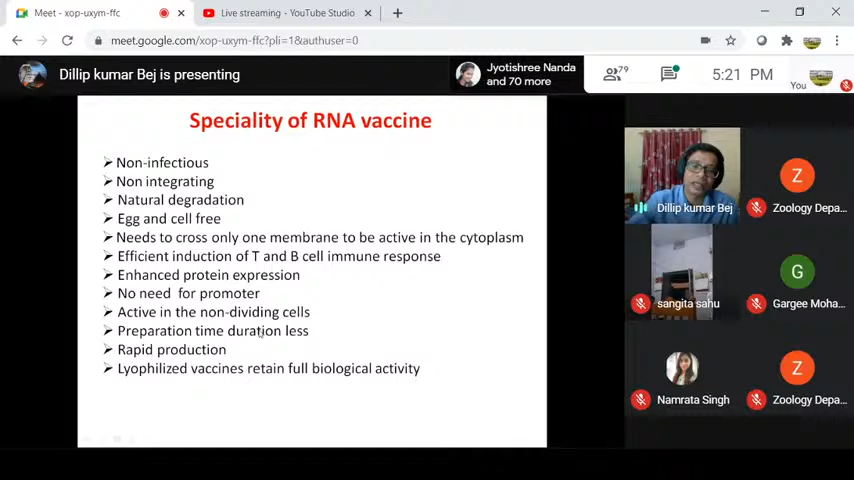 Meet - xop-uxym-ffc
Live streaming - YouTube Studio
meet.google.com/xop-uxym-ffc?pli=1&authuser=0
Dillip kumar Bej is presenting
Jyotishree Nanda
and 70 more
79
5:21 PM
You
Speciality of RNA vaccine
Non-infectious
Non integrating
Natural degradation
Egg and cell free
Needs to cross only one membrane to be active in the cytoplasm
Efficient induction of T and B cell immune response
Enhanced protein expression
No need for promoter
Active in the non-dividing cells
Preparation time duration less
Rapid production
Lyophilized vaccines retain full biological activity
Dillip kumar Bej
Z
Zoology Depa...
sangita sahu
G
Gargee Moha...
Namrata Singh
Z
Zoology Depa...